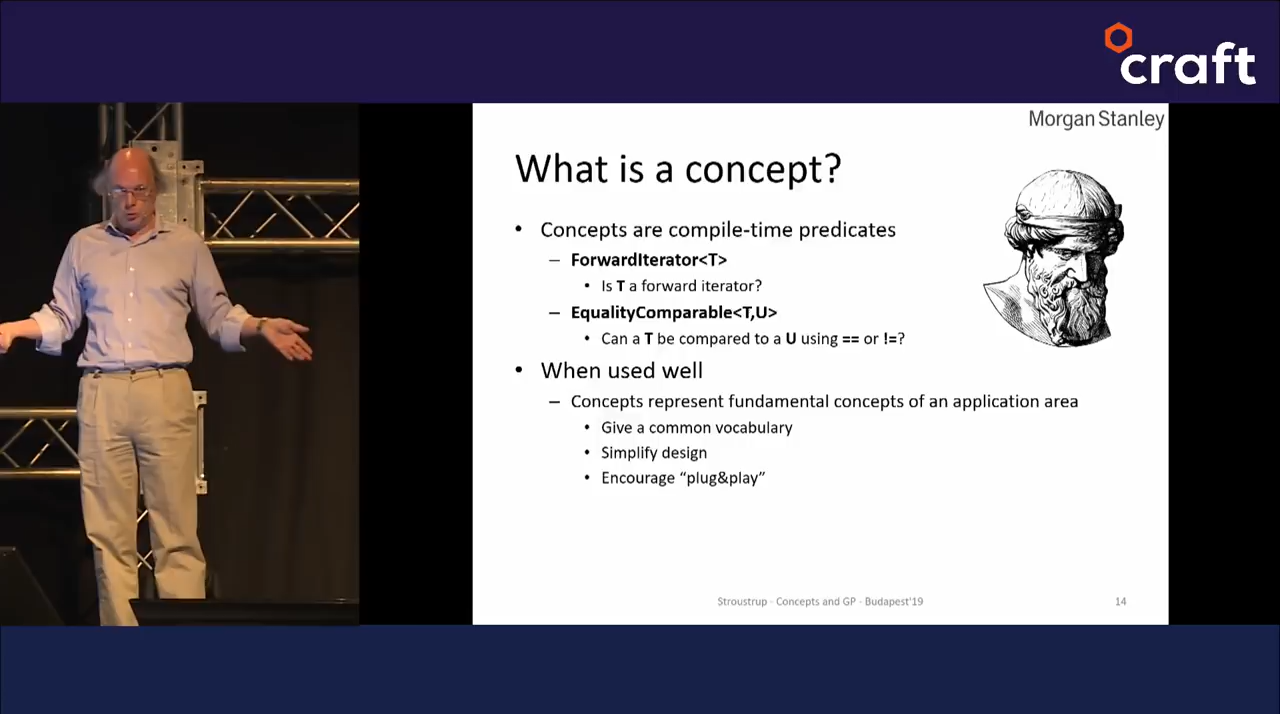 craft
Morgan Stanley
What is a concept?
• Concepts are compile-time predicates
– ForwardIterator<T>
• Is T a forward iterator?
– EqualityComparable<T,U>
• Can a T be compared to a U using == or !=?
• When used well
– Concepts represent fundamental concepts of an application area
• Give a common vocabulary
• Simplify design
• Encourage “plug&play”
Stroustrup - Concepts and GP - Budapest'19
14